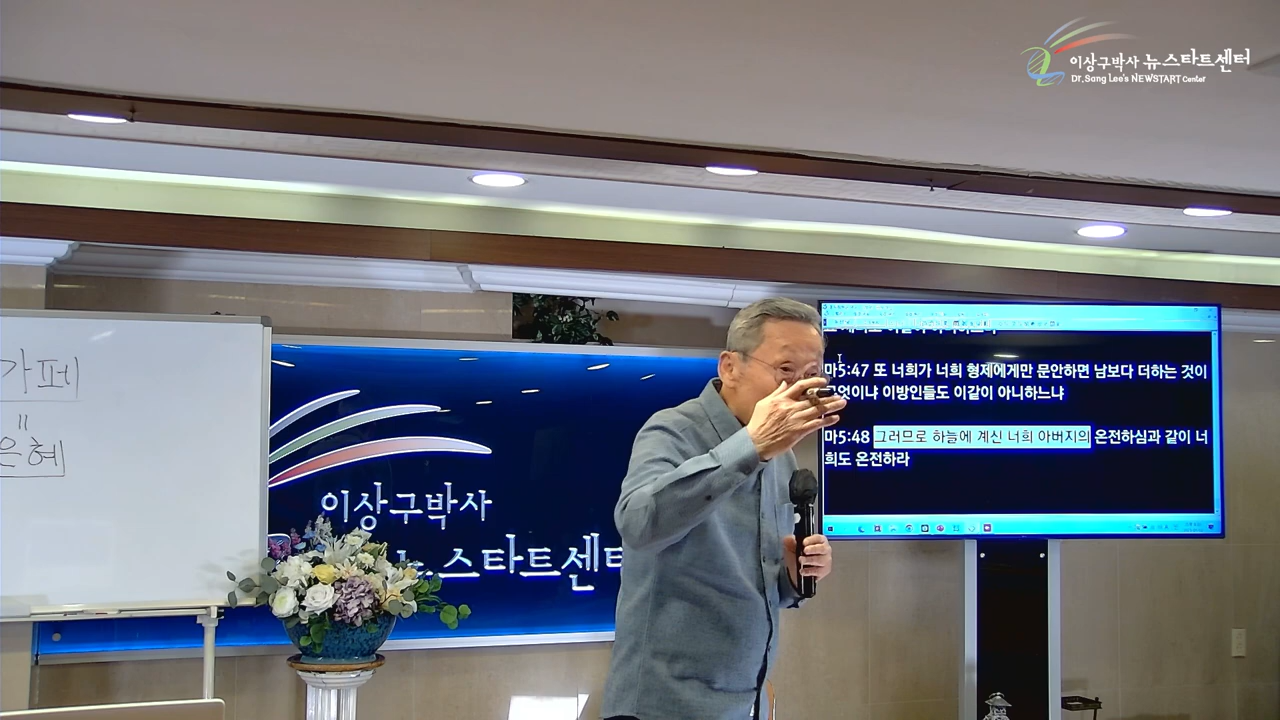 이상구박사 뉴스타트센터
Dr. Sang Lee's NEWSTART Center
가페
=
은혜
이상구박사
뉴스타트센터
마5:47 또 너희가 너희 형제에게만 문안하면 남보다 더하는 것이
무엇이냐 이방인들도 이같이 아니하느냐
마5:48 그러므로 하늘에 계신 너희 아버지의 온전하심과 같이 너
희도 온전하라